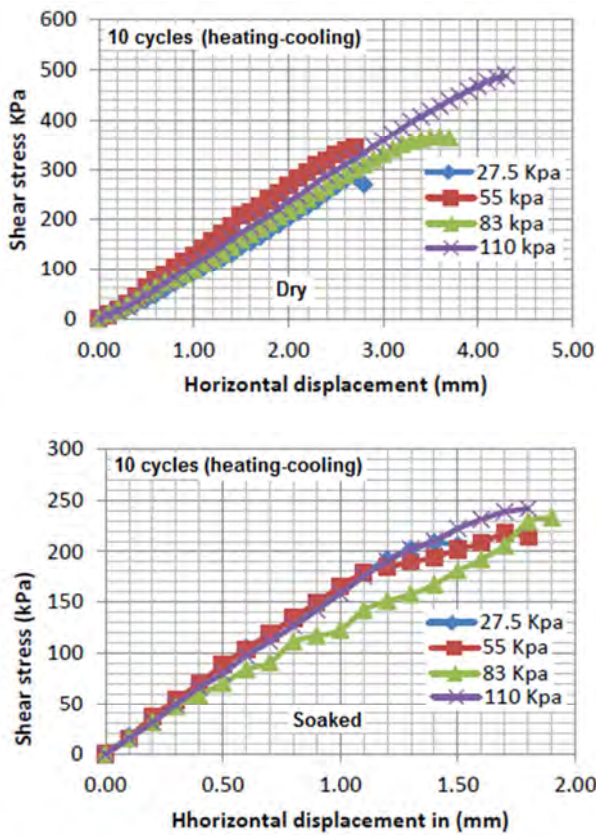 600
10 cycles (heating-cooling)
500
400
300
200
100
0
Shear stress KPa
27.5 Kpa
55 kpa
83 kpa
110 kpa
Dry
0.00 1.00 2.00 3.00 4.00 5.00
Horizontal displacement (mm)
300
10 cycles (heating-cooling)
250
200
150
100
50
0
Shear stress (kPa)
27.5 Kpa
55 Kpa
83 Kpa
110 Kpa
Soaked
0.00 0.50 1.00 1.50 2.00
Hhorizontal displacement in (mm)